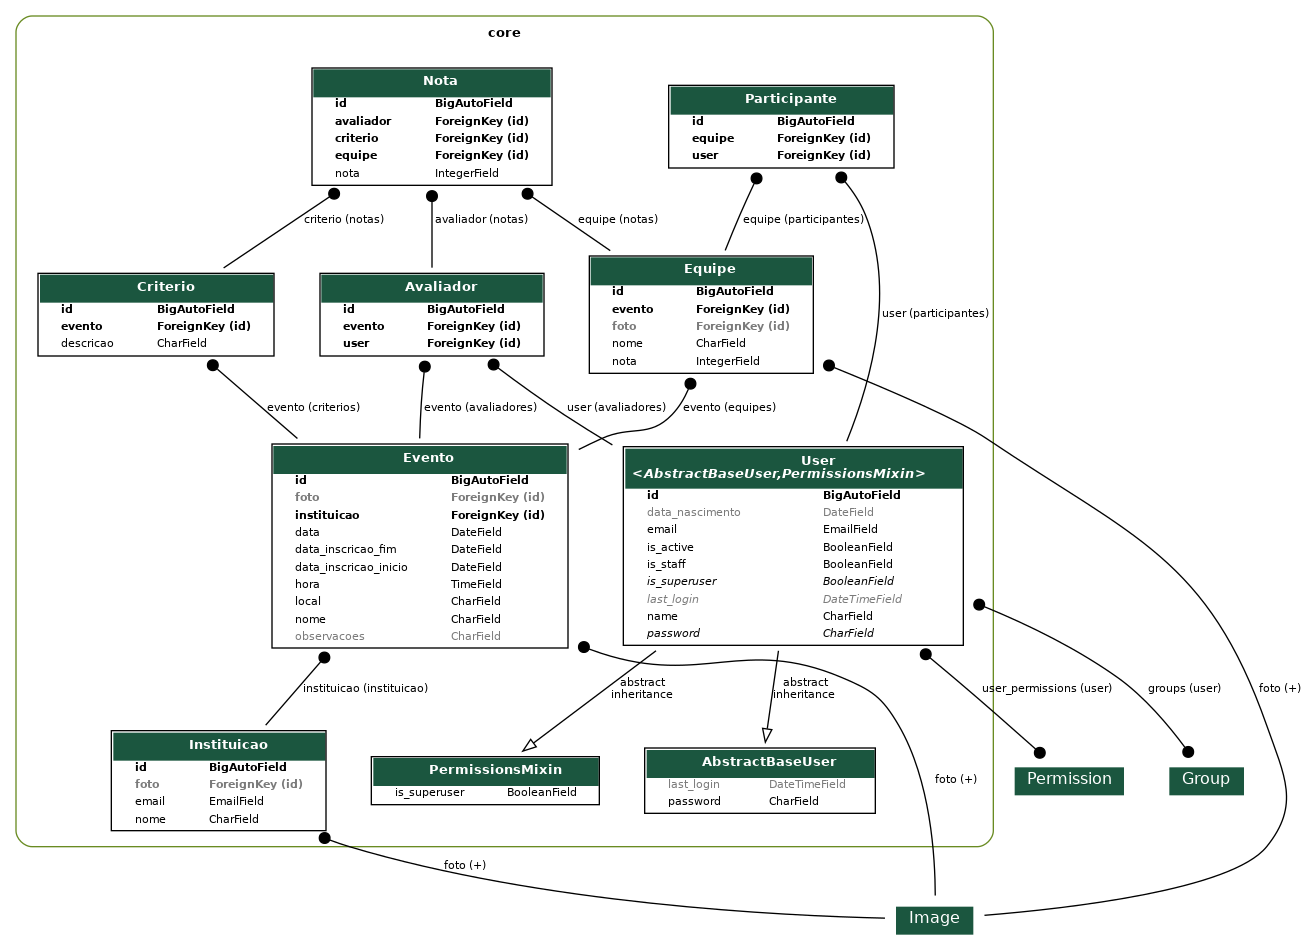 core
Nota
id BigAutoField
avaliador ForeignKey (id)
criterio ForeignKey (id)
equipe ForeignKey (id)
nota IntegerField
Participante
id BigAutoField
equipe ForeignKey (id)
user ForeignKey (id)
criterio (notas)
avaliador (notas)
equipe (notas)
equipe (participantes)
user (participantes)
Criterio
id BigAutoField
evento ForeignKey (id)
descricao CharField
Avaliador
id BigAutoField
evento ForeignKey (id)
user ForeignKey (id)
Equipe
id BigAutoField
evento ForeignKey (id)
foto ForeignKey (id)
nome CharField
nota IntegerField
evento (criterios)
evento (avaliadores)
user (avaliadores)
evento (equipes)
Evento
id BigAutoField
foto ForeignKey (id)
instituicao ForeignKey (id)
data DateField
data_inscricao_fim DateField
data_inscricao_inicio DateField
hora TimeField
local CharField
nome CharField
observacoes CharField
User
<AbstractBaseUser,PermissionsMixin>
id BigAutoField
data_nascimento DateField
email EmailField
is_active BooleanField
is_staff BooleanField
is_superuser BooleanField
last_login DateTimeField
name CharField
password CharField
instituicao (instituicao)
abstract
inheritance
abstract
inheritance
user_permissions (user)
groups (user)
foto (+)
Instituicao
id BigAutoField
foto ForeignKey (id)
email EmailField
nome CharField
PermissionsMixin
is_superuser BooleanField
AbstractBaseUser
last_login DateTimeField
password CharField
foto (+)
Permission
Group
foto (+)
Image